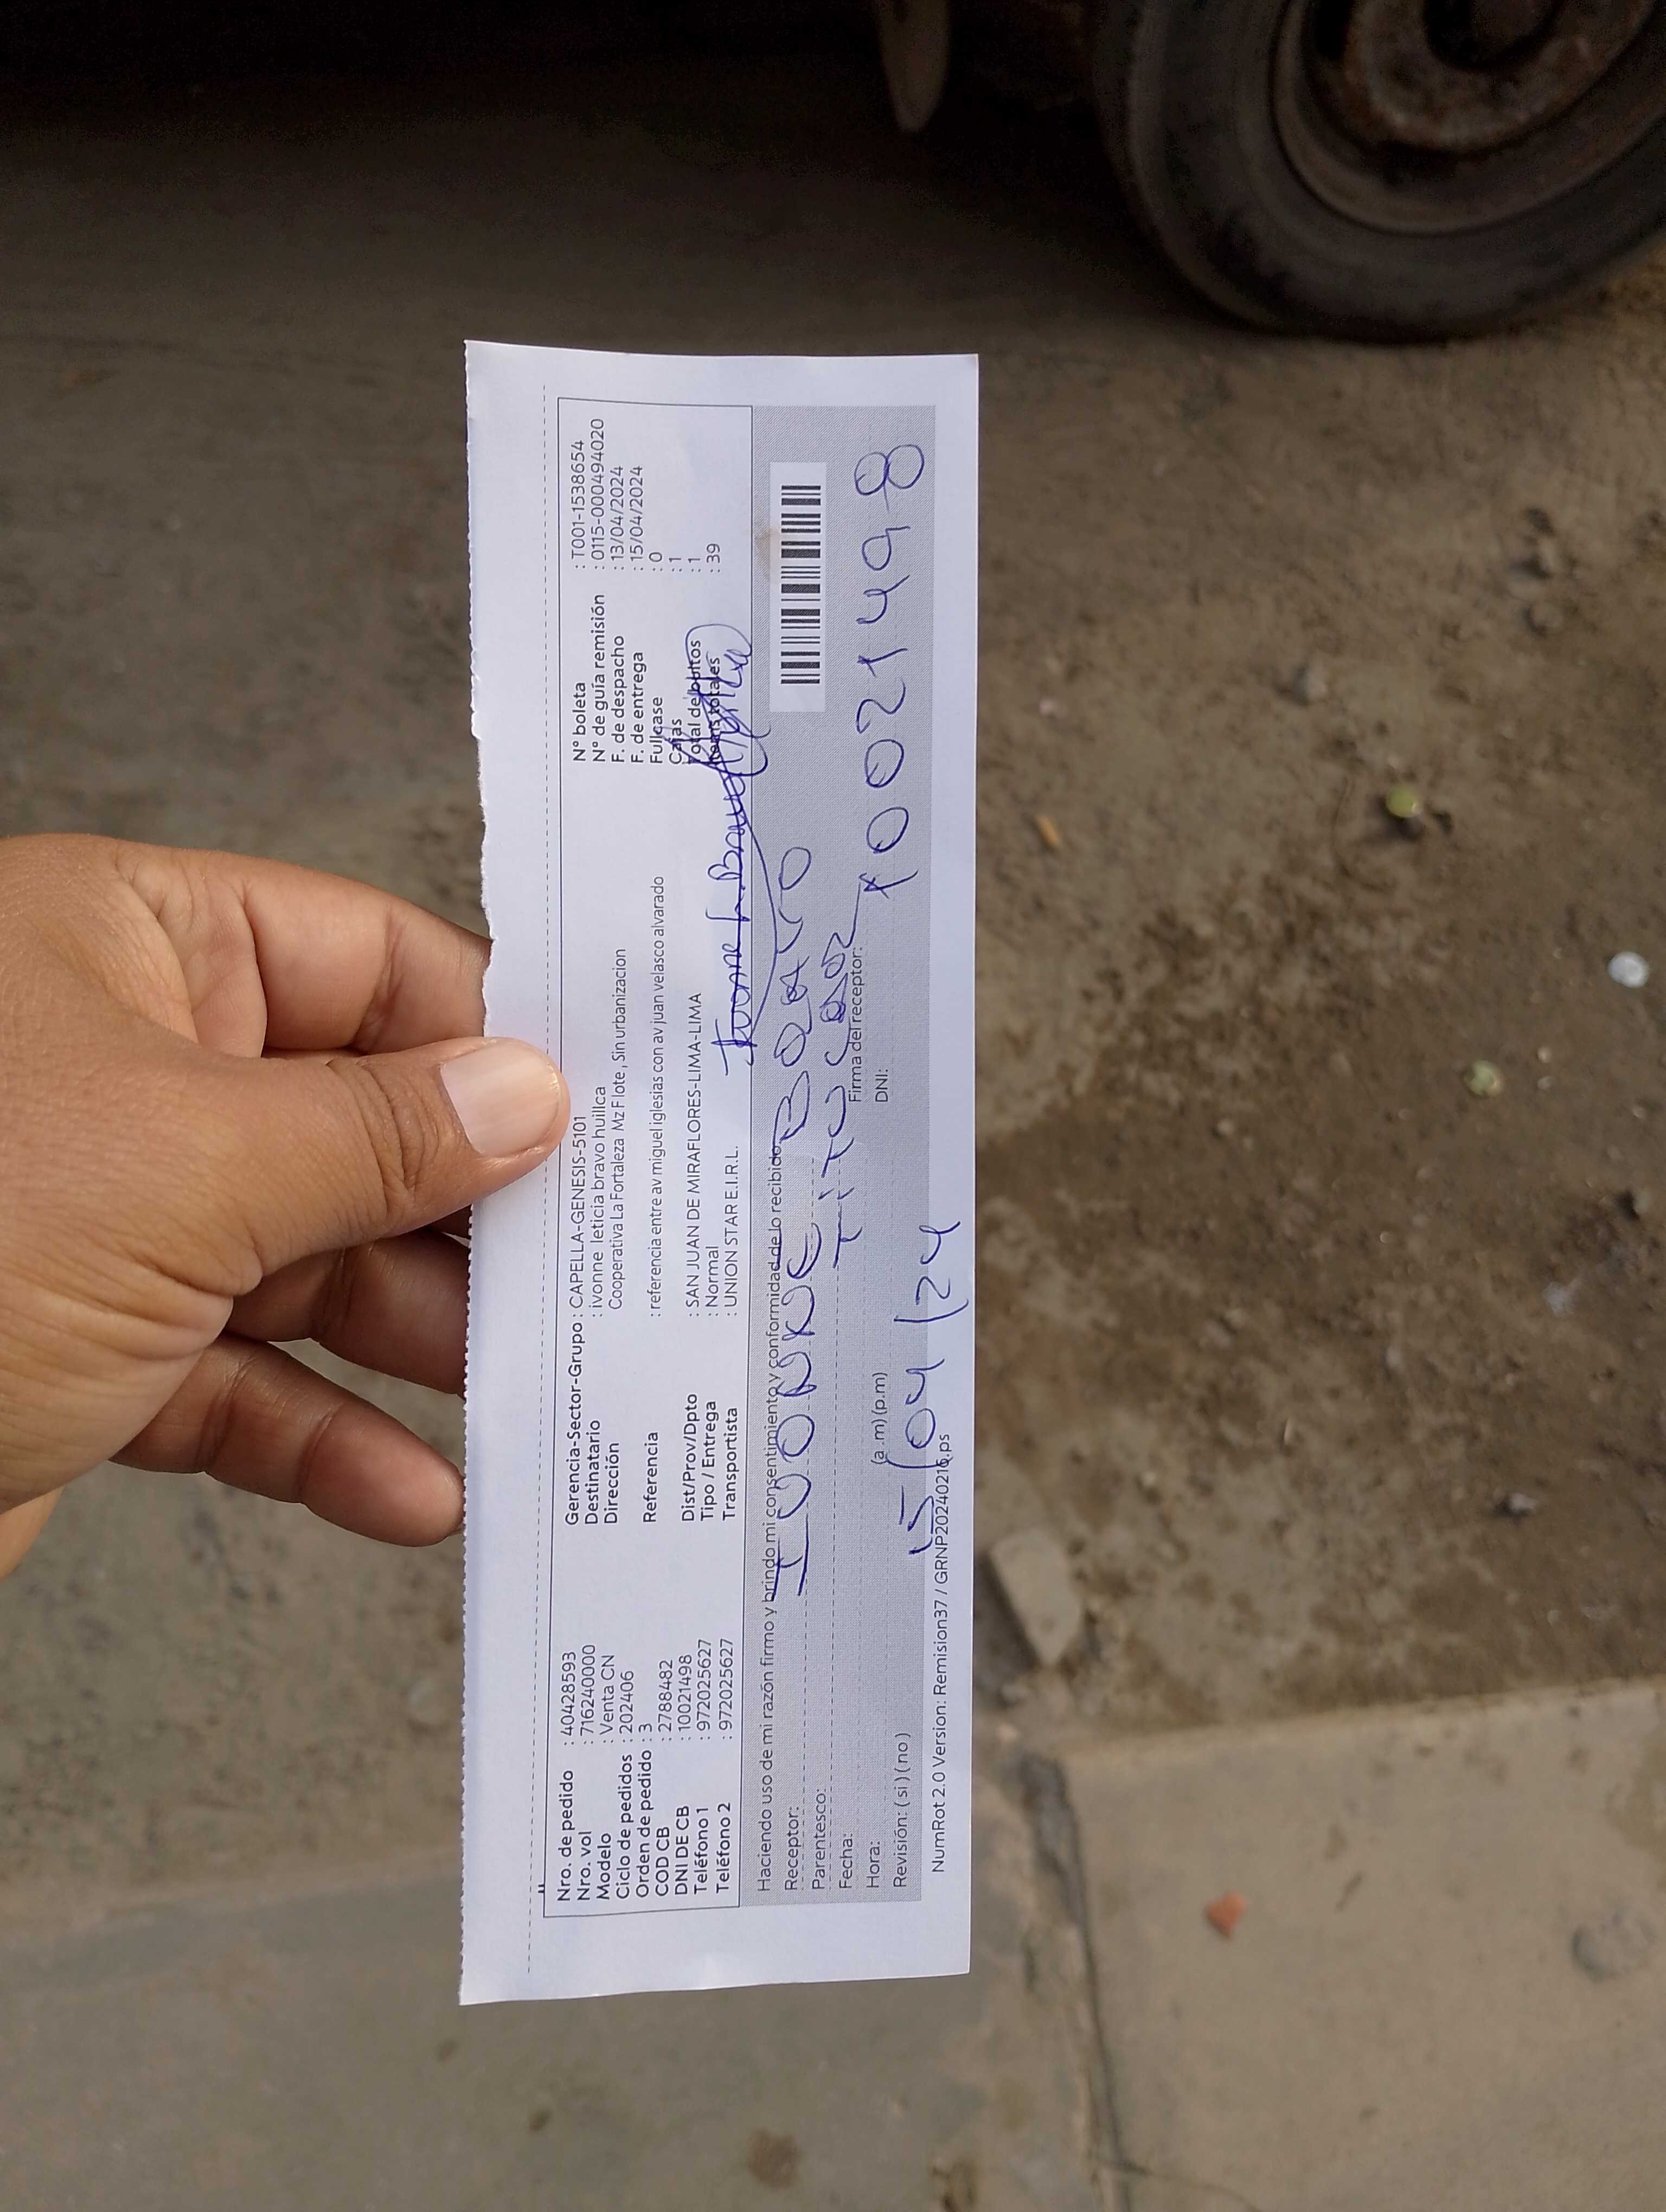 Nro. de pedido : 40428593
Nro. vol : 716240000
Modelo : Venta CN
Ciclo de pedidos : 202406
Orden de pedido : 3
COD CB : 2788482
DNI DE CB : 10021498
Teléfono 1 : 972025627
Teléfono 2 : 972025627
Gerencia-Sector-Grupo : CAPELLA-GENESIS-5101
Destinatario : ivonne leticia bravo huillca
Dirección Cooperativa La Fortaleza Mz F lote , Sin urbanizacion
Referencia : referencia entre av miguel iglesias con av juan velasco alvarado
Dist/Prov/Dpto : SAN JUAN DE MIRAFLORES-LIMA-LIMA
Tipo / Entrega : Normal
Transportista : UNION STAR E.I.R.L.
N° boleta : T001-1538654
N° de guía remisión : 0115-0000494020
F. de despacho : 13/04/2024
F. de entrega : 15/04/2024
Fullcase : 0
Cajas : 1
Total de bultos : 1
Items totales : 39
Ivonne L. Bravo
Haciendo uso de mi razón firmo y brindo mi consentimiento y conformidad de lo recibido
Receptor: IVONNE BRAVO
Parentesco: TiTULAR
Fecha:
Firma del receptor:
Hora: (a.m) (p.m)
DNI: 10021498
Revisión: ( si ) ( no ) 15/04/24
NumRot 2.0 Version: Remision37 / GRNP20240216.ps